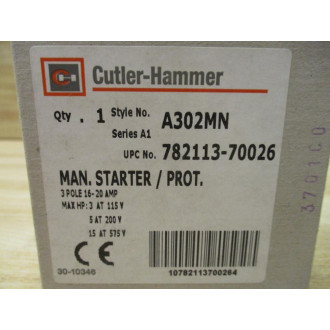 Cutler-Hammer
Qty . 1 Style No. A302MN
Series A1
UPC No. 782113-70026
MAN. STARTER / PROT.
3 POLE 16-20 AMP
MAX HP: 3 AT 115 V
5 AT 200 V
15 AT 575 V
CE
30-10346
10782113700264
3701C0